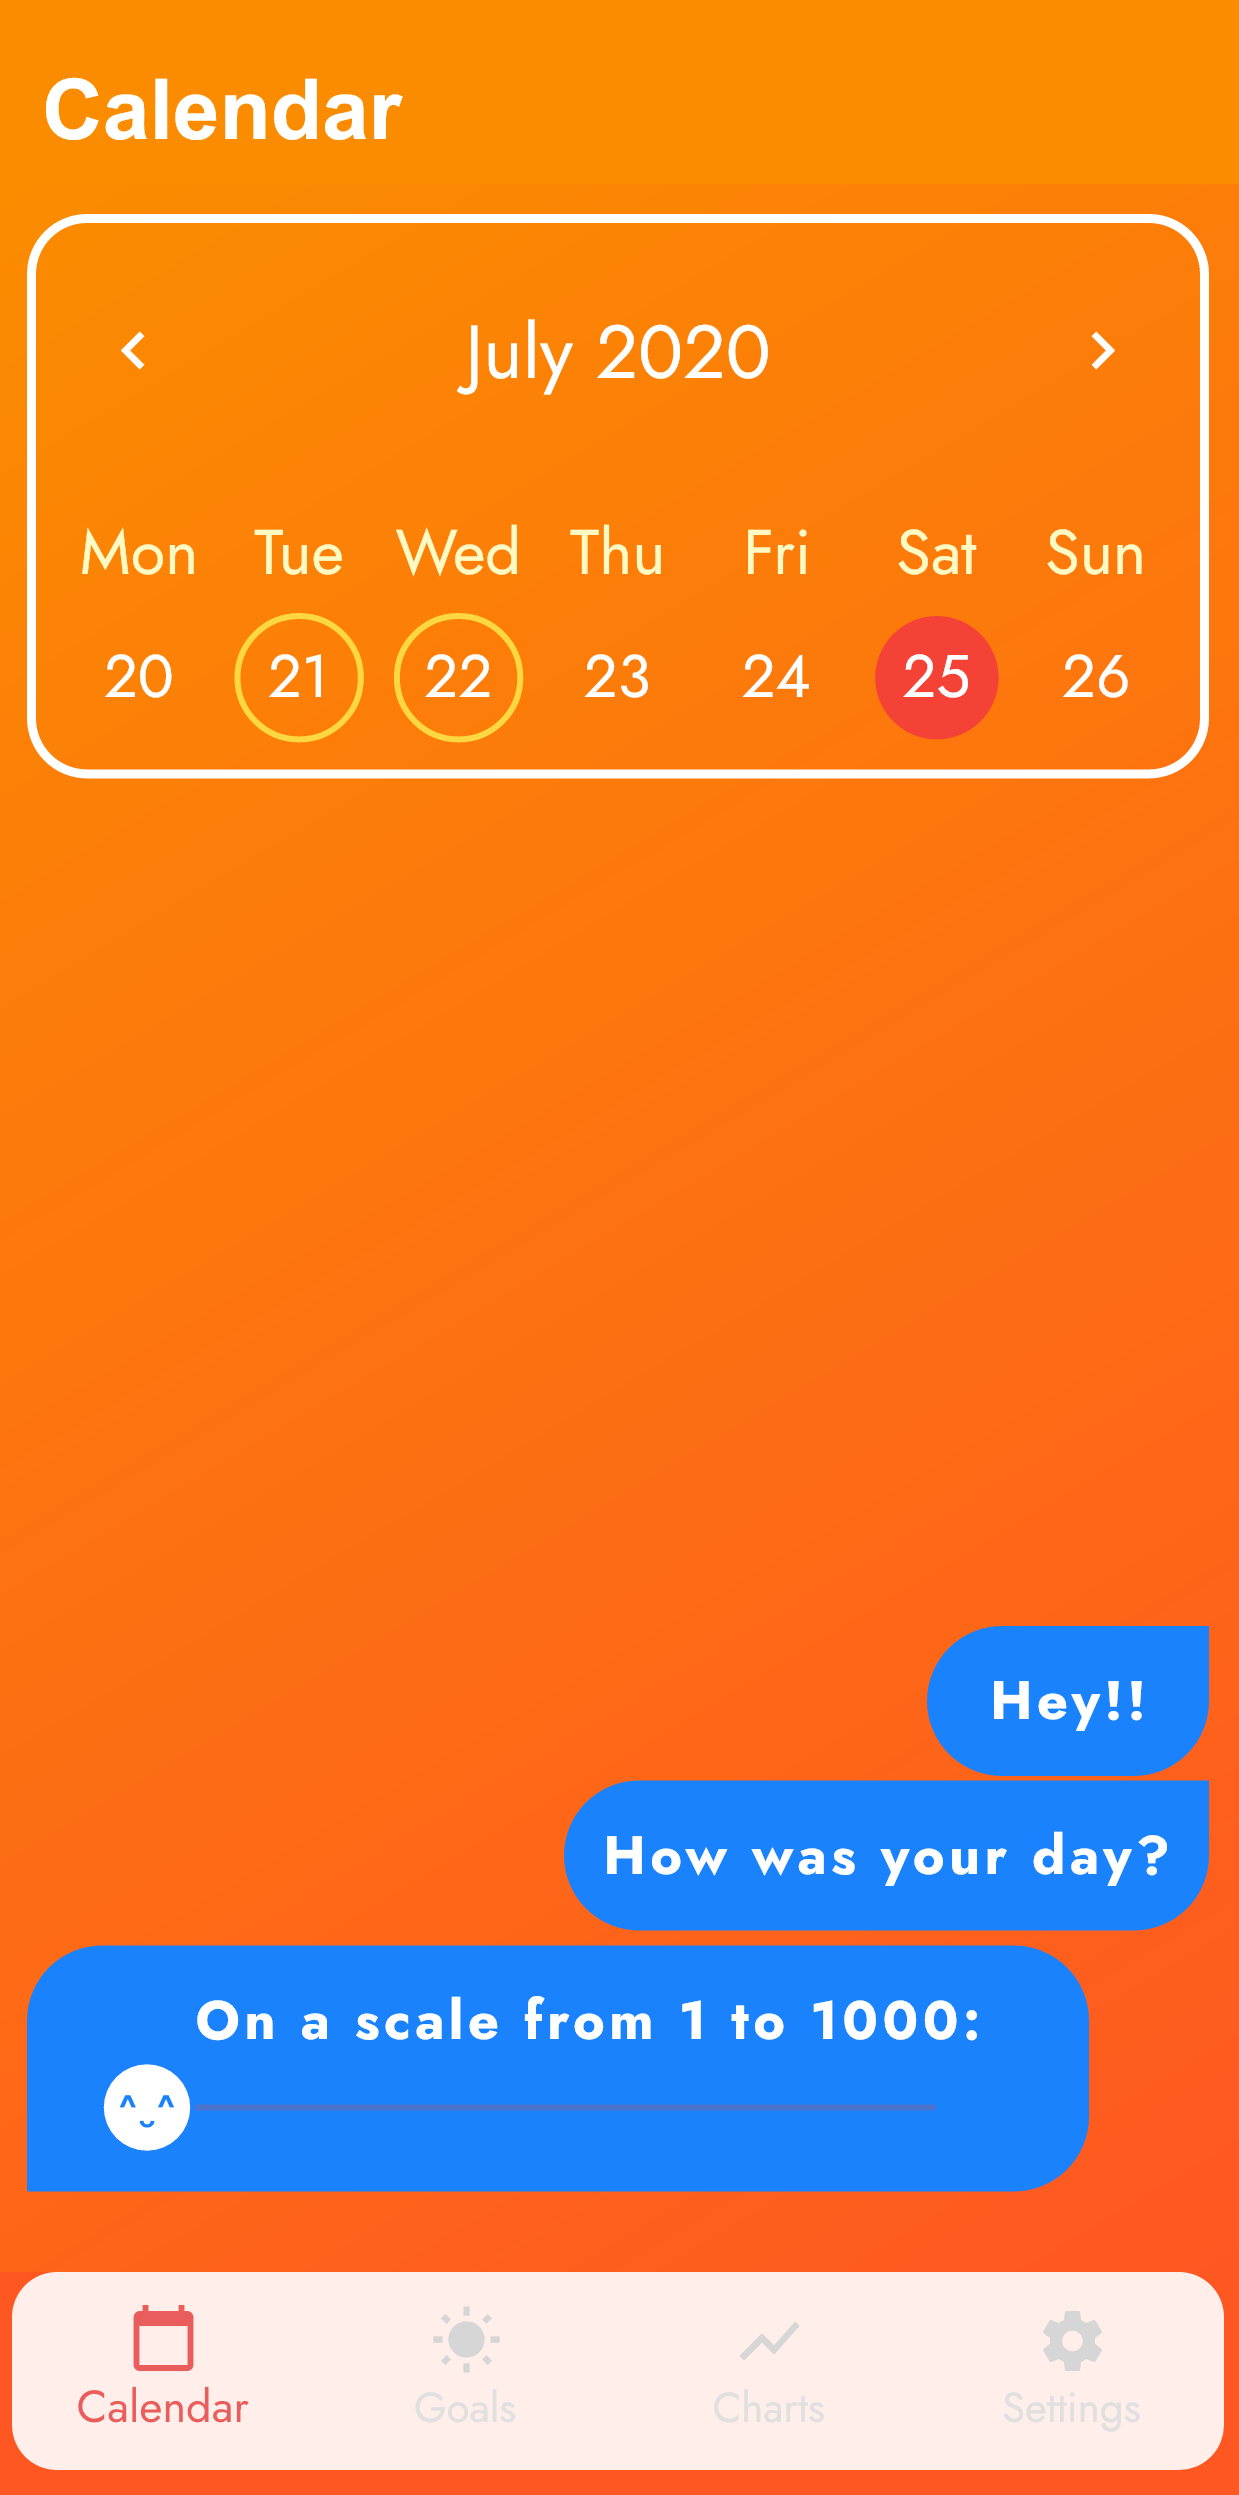 Calendar
July 2020
Mon Tue Wed Thu Fri Sat Sun
20 21 22 23 24 25 26
Hey!!
How was your day?
On a scale from 1 to 1000:
Calendar Goals Charts Settings